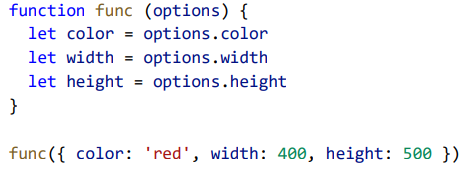 function func (options) {
  let color = options.color
  let width = options.width
  let height = options.height
}

func({ color: 'red', width: 400, height: 500 })